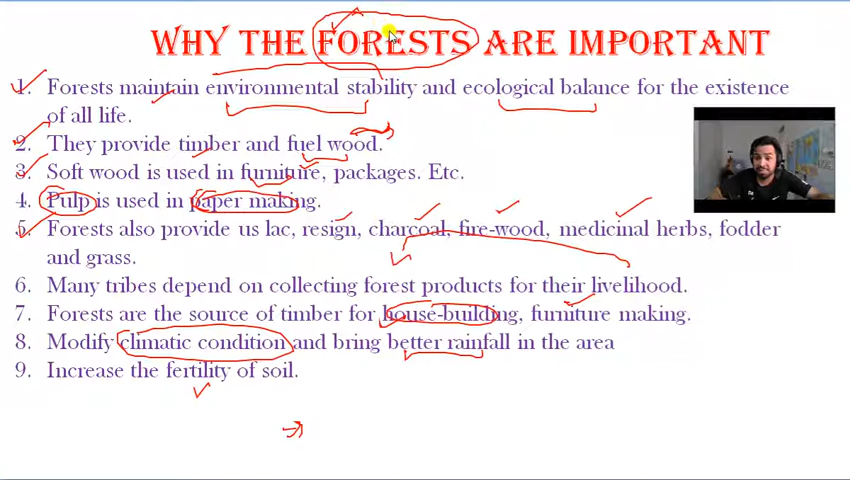 WHY THE FORESTS ARE IMPORTANT
1. Forests maintain environmental stability and ecological balance for the existence
of all life.
2. They provide timber and fuel wood.
3. Soft wood is used in furniture, packages. Etc.
4. Pulp is used in paper making.
5. Forests also provide us lac, resign, charcoal, fire-wood, medicinal herbs, fodder
and grass.
6. Many tribes depend on collecting forest products for their livelihood.
7. Forests are the source of timber for house-building, furniture making.
8. Modify climatic condition and bring better rainfall in the area
9. Increase the fertility of soil.